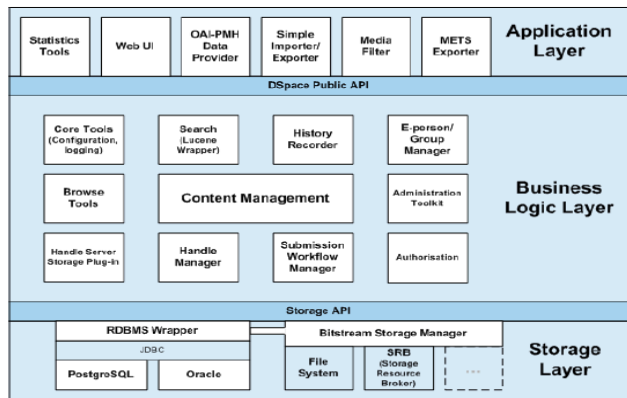 Statistics
Tools
Web UI
OAI-PMH
Data
Provider
Simple
Importer/
Exporter
Media
Filter
METS
Exporter
Application
Layer
DSpace Public API
Core Tools
(Configuration,
logging)
Search
(Lucene
Wrapper)
History
Recorder
E-person/
Group
Manager
Browse
Tools
Content Management
Administration
Toolkit
Business
Logic Layer
Handle Server
Storage Plug-in
Handle
Manager
Submission
Workflow
Manager
Authorisation
Storage API
RDBMS Wrapper
Bitstream Storage Manager
JDBC
PostgreSQL
Oracle
File
System
SRB
(Storage
Resource
Broker)
...
Storage
Layer